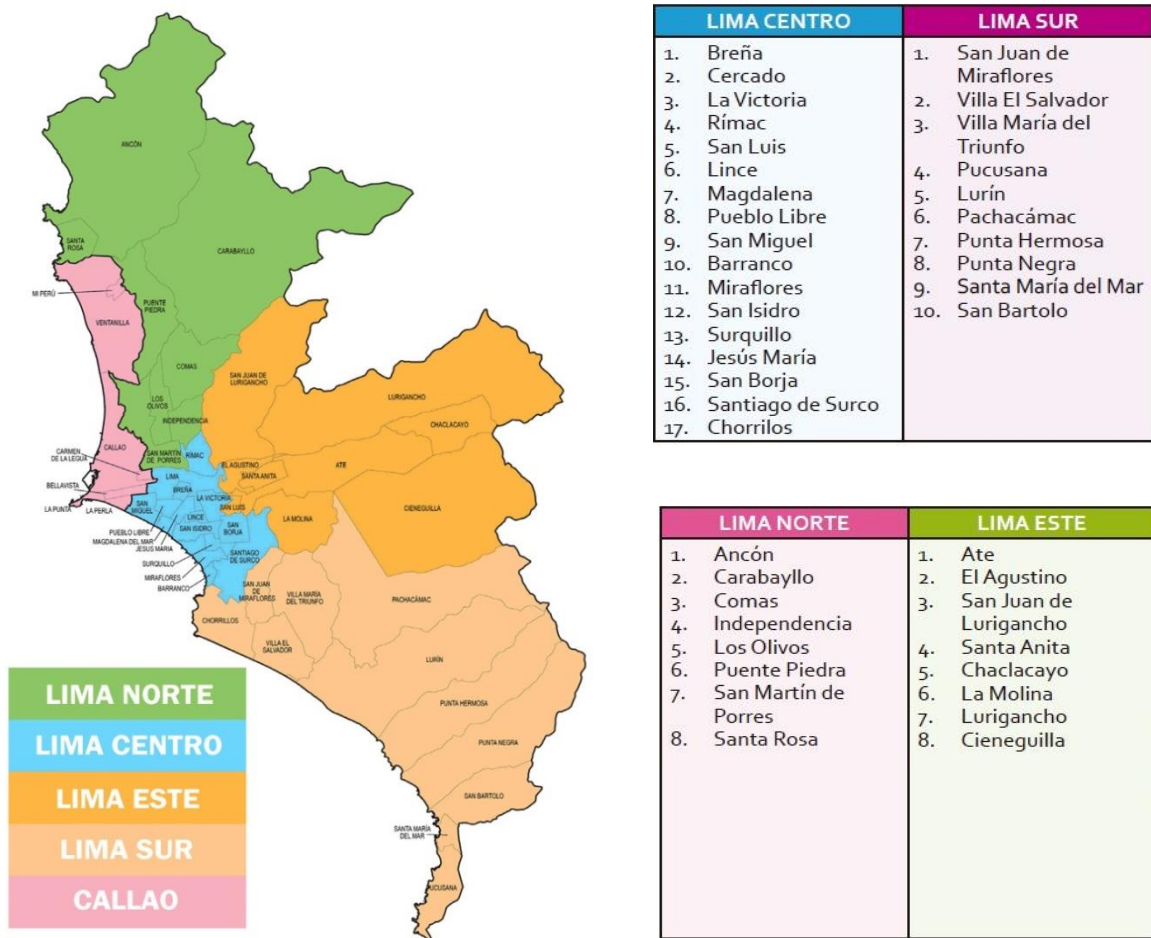 ANCÓN
SANTA
ROSA
CARABAYLLO
MI PERÚ
PUENTE
PIEDRA
VENTANILLA
COMAS
SAN JUAN DE
LURIGANCHO
LURIGANCHO
LOS
OLIVOS
INDEPENDENCIA
CHACLACAYO
CALLAO
SAN MARTÍN
DE PORRES
RÍMAC
CARMEN
DE LA LEGUA
EL AGUSTINO
SANTA ANITA
ATE
LIMA
BELLAVISTA
BREÑA
LA VICTORIA
CIENEGUILLA
LA PUNTA
LA PERLA
SAN
MIGUEL
LINCE
SAN LUIS
LA MOLINA
PUEBLO LIBRE
MAGDALENA DEL MAR
JESÚS MARÍA
SAN ISIDRO
SAN
BORJA
SURQUILLO
SANTIAGO
DE SURCO
MIRAFLORES
BARRANCO
SAN JUAN
DE
MIRAFLORES
VILLA MARÍA
DEL TRIUNFO
PACHACÁMAC
CHORRILLOS
VILLA EL
SALVADOR
LURÍN
PUNTA HERMOSA
PUNTA NEGRA
SAN BARTOLO
SANTA MARÍA
DEL MAR
PUCUSANA
LIMA NORTE
LIMA CENTRO
LIMA ESTE
LIMA SUR
CALLAO
LIMA CENTRO
1. Breña
2. Cercado
3. La Victoria
4. Rímac
5. San Luis
6. Lince
7. Magdalena
8. Pueblo Libre
9. San Miguel
10. Barranco
11. Miraflores
12. San Isidro
13. Surquillo
14. Jesús María
15. San Borja
16. Santiago de Surco
17. Chorrilos
LIMA SUR
1. San Juan de
Miraflores
2. Villa El Salvador
3. Villa María del
Triunfo
4. Pucusana
5. Lurín
6. Pachacámac
7. Punta Hermosa
8. Punta Negra
9. Santa María del Mar
10. San Bartolo
LIMA NORTE
1. Ancón
2. Carabayllo
3. Comas
4. Independencia
5. Los Olivos
6. Puente Piedra
7. San Martín de
Porres
8. Santa Rosa
LIMA ESTE
1. Ate
2. El Agustino
3. San Juan de
Lurigancho
4. Santa Anita
5. Chaclacayo
6. La Molina
7. Lurigancho
8. Cieneguilla